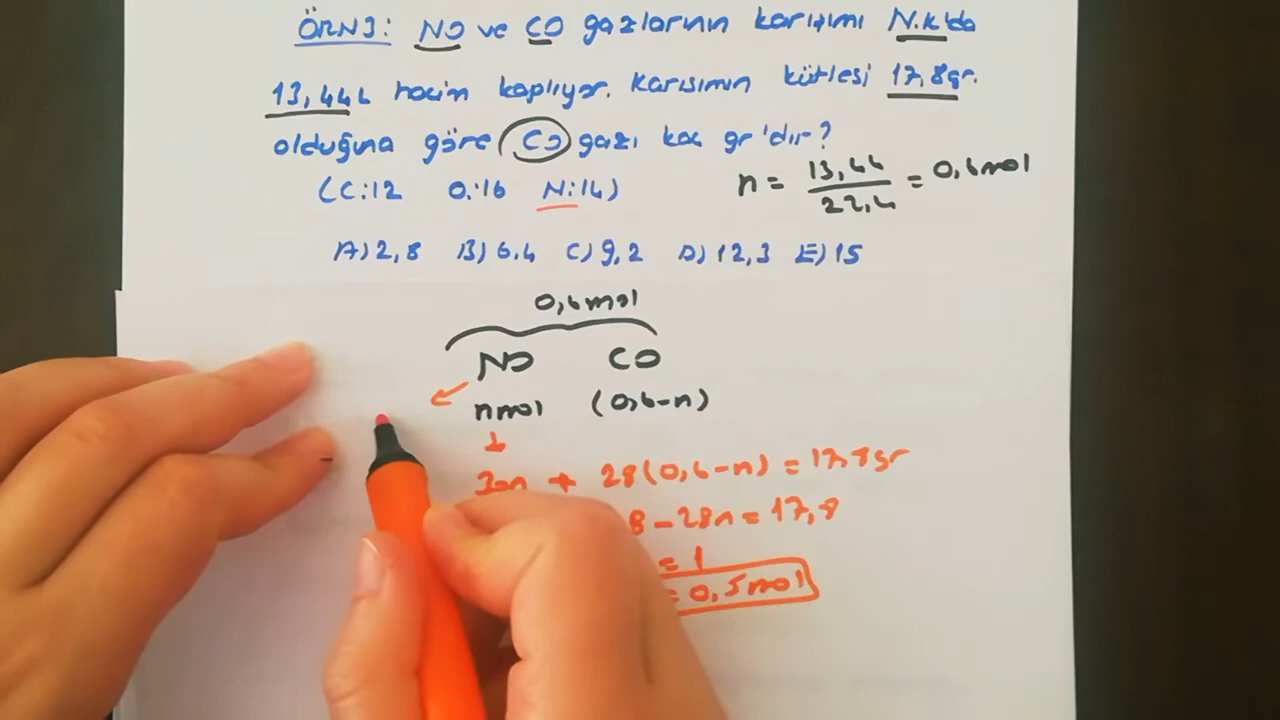 ÖRN3: NO ve CO gazlarının karışımı N.K'da
13,44L hacim kaplıyor. Karışımın kütlesi 17,8gr.
olduğuna göre CO gazı kaç gr'dır?
(C:12 O:16 N:14)
n = 13,44 / 22,4 = 0,6mol
A) 2,8 B) 6,4 C) 9,2 D) 12,3 E) 15
0,6mol
NO CO
nmol (0,6-n)
30n + 28(0,6-n) = 17,8gr
8 - 28n = 17,8
= 1
= 0,5mol